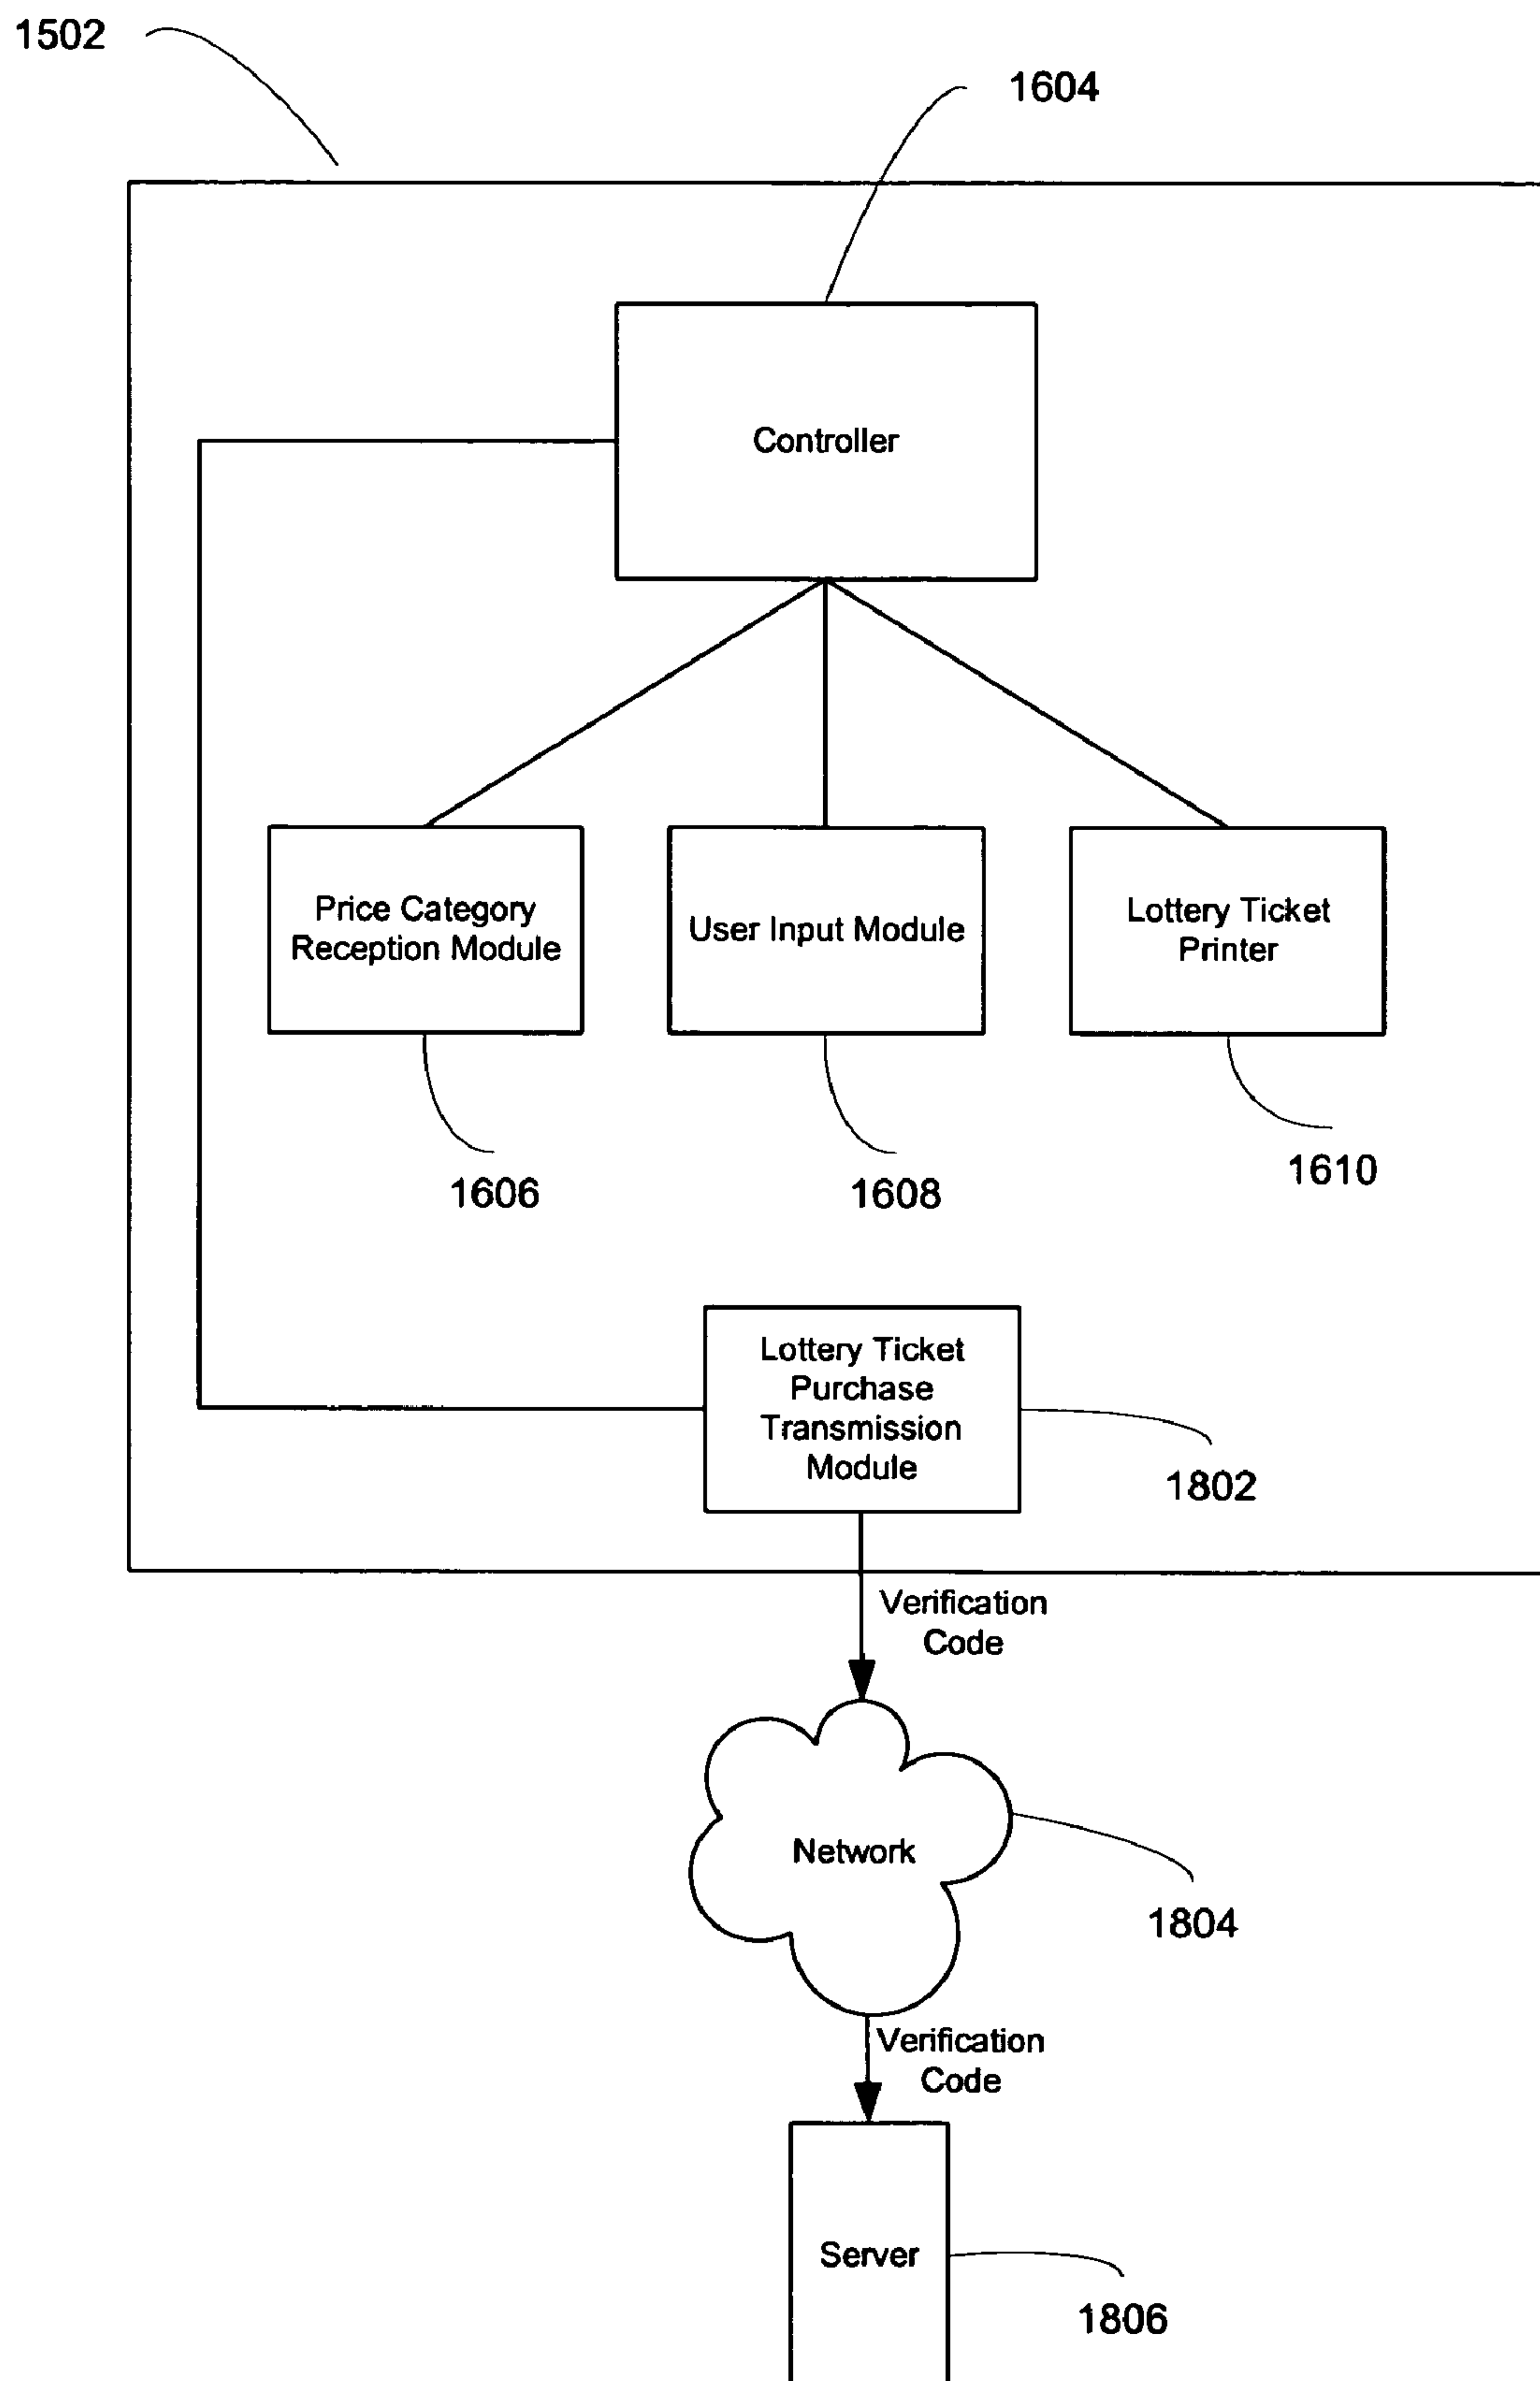 1502
1604
Controller
Price Category
Reception Module
User Input Module
Lottery Ticket
Printer
1606
1608
1610
Lottery Ticket
Purchase
Transmission
Module
1802
Verification
Code
Network
1804
Verification
Code
Server
1806